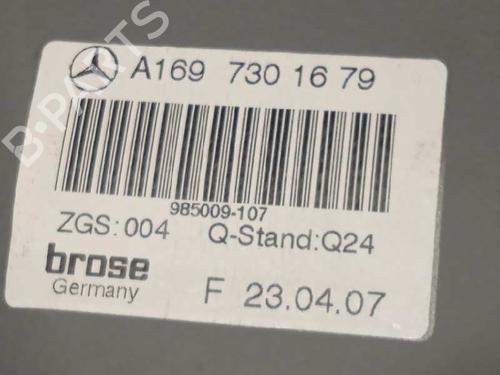 A169 730 16 79
985009-107
ZGS:004 Q-Stand:Q24
brose
Germany F 23.04.07
B-PARTS